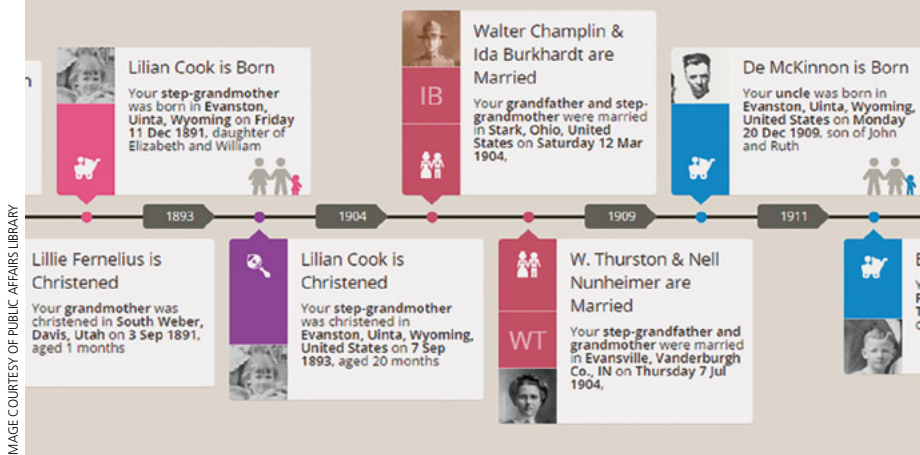 MAGE COURTESY OF PUBLIC AFFAIRS LIBRARY
n
Lilian Cook is Born
Your step-grandmother
was born in Evanston,
Uinta, Wyoming on Friday
11 Dec 1891, daughter of
Elizabeth and William
IB
Walter Champlin &
Ida Burkhardt are
Married
Your grandfather and step-
grandmother were married
in Stark, Ohio, United
States on Saturday 12 Mar
1904,
De McKinnon is Born
Your uncle was born in
Evanston, Uinta, Wyoming,
United States on Monday
20 Dec 1909, son of John
and Ruth
1893
1904
1909
1911
Lillie Fernelius is
Christened
Your grandmother was
christened in South Weber,
Davis, Utah on 3 Sep 1891,
aged 1 months
Lilian Cook is
Christened
Your step-grandmother
was christened in
Evanston, Uinta, Wyoming,
United States on 7 Sep
1893, aged 20 months
WT
W. Thurston & Nell
Nunheimer are
Married
Your step-grandfather and
grandmother were married
in Evansville, Vanderburgh
Co., IN on Thursday 7 Jul
1904,